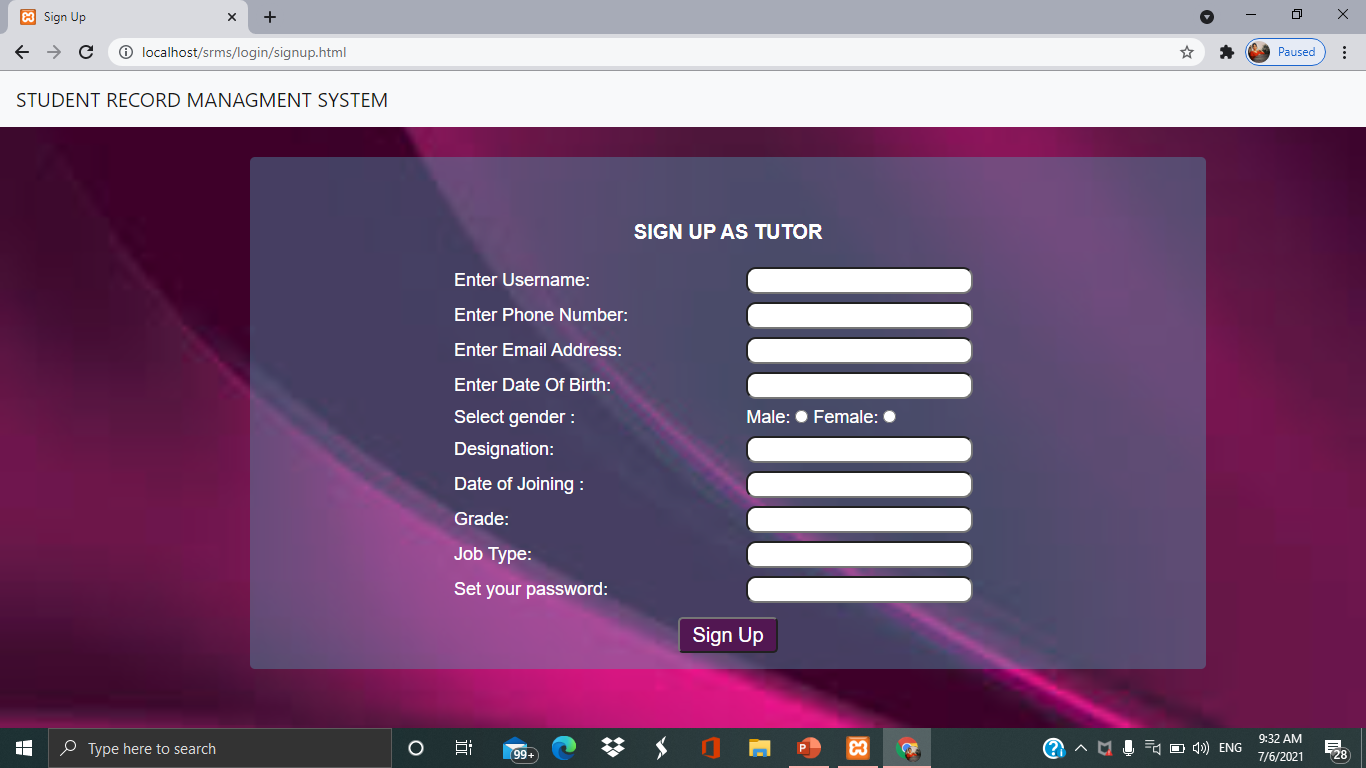 Sign Up
localhost/srms/login/signup.html
Paused
STUDENT RECORD MANAGMENT SYSTEM
SIGN UP AS TUTOR
Enter Username:
Enter Phone Number:
Enter Email Address:
Enter Date Of Birth:
Select gender : Male: Female:
Designation:
Date of Joining :
Grade:
Job Type:
Set your password:
Sign Up
Type here to search
99+
ENG
9:32 AM
7/6/2021
28